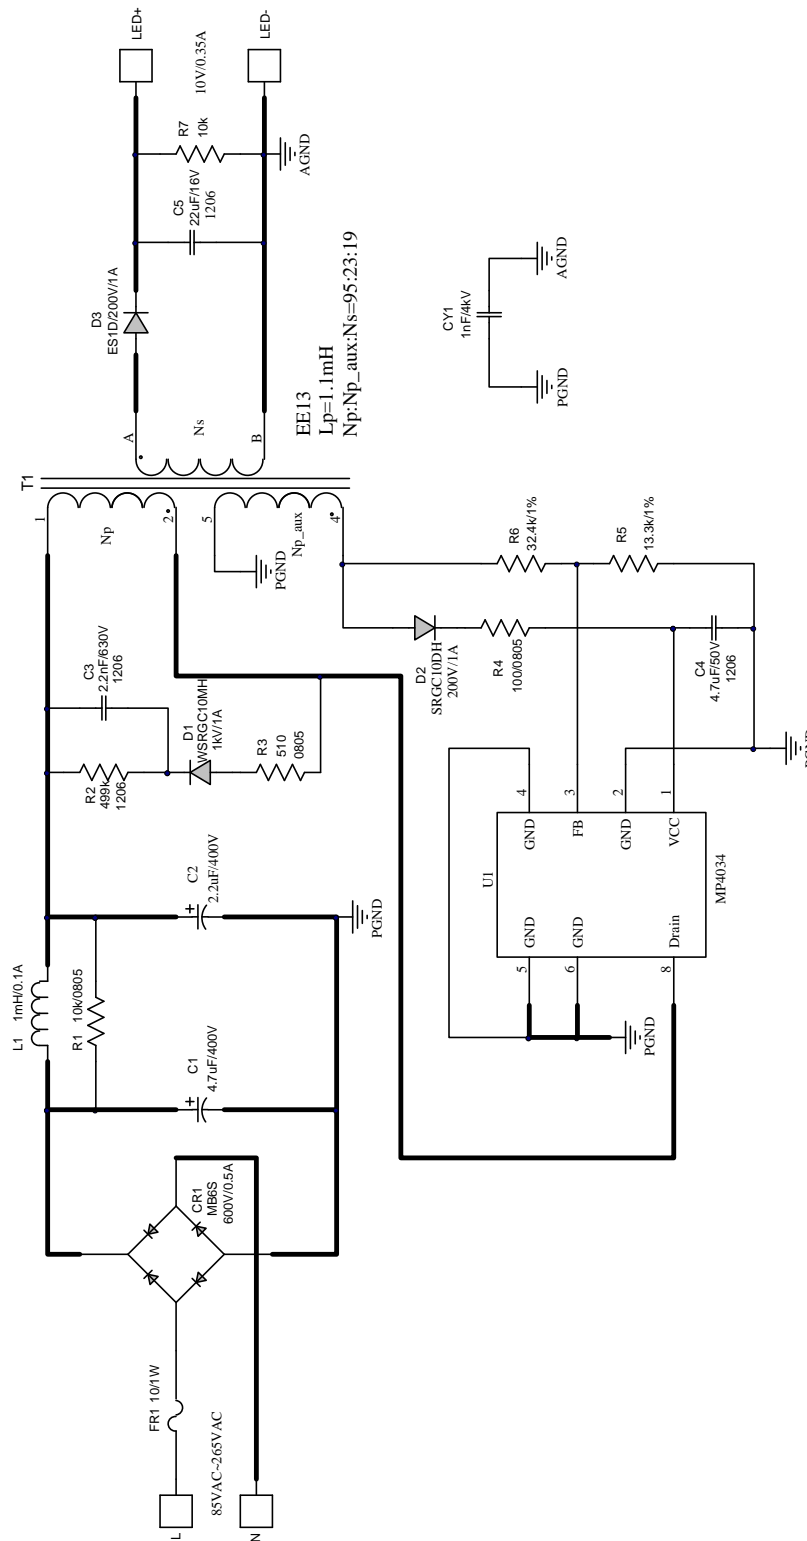 L
N
85VAC~265VAC
FR1 10/1W
CR1
MB6S
600V/0.5A
L1 1mH/0.1A
R1 10k/0805
C1
4.7uF/400V
C2
2.2uF/400V
PGND
R2
499k
1206
C3
2.2nF/630V
1206
D1
WSRGC10MH
1kV/1A
R3
510
0805
T1
1
Np
2
5
Np_aux
4
PGND
A
Ns
B
D3
ES1D/200V/1A
C5
22uF/16V
1206
R7
10k
LED+
10V/0.35A
LED-
AGND
EE13
Lp=1.1mH
Np:Np_aux:Ns=95:23:19
CY1
1nF/4kV
PGND
AGND
D2
SRGC10DH
200V/1A
R4
100/0805
R6
32.4k/1%
R5
13.3k/1%
C4
4.7uF/50V
1206
PGND
U1
5
GND
GND
4
6
GND
FB
3
GND
2
8
Drain
VCC
1
MP4034
PGND